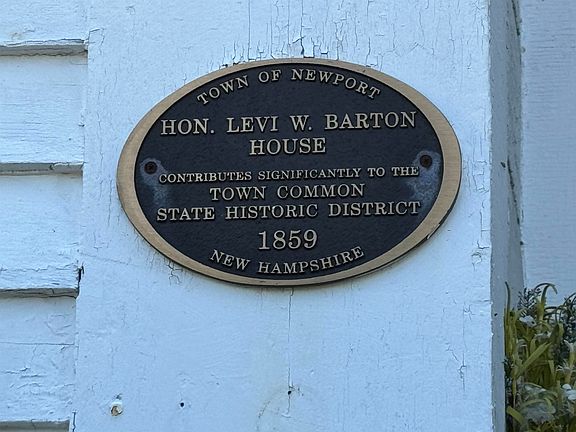 TOWN OF NEWPORT
HON. LEVI W. BARTON
HOUSE
CONTRIBUTES SIGNIFICANTLY TO THE
TOWN COMMON
STATE HISTORIC DISTRICT
1859
NEW HAMPSHIRE